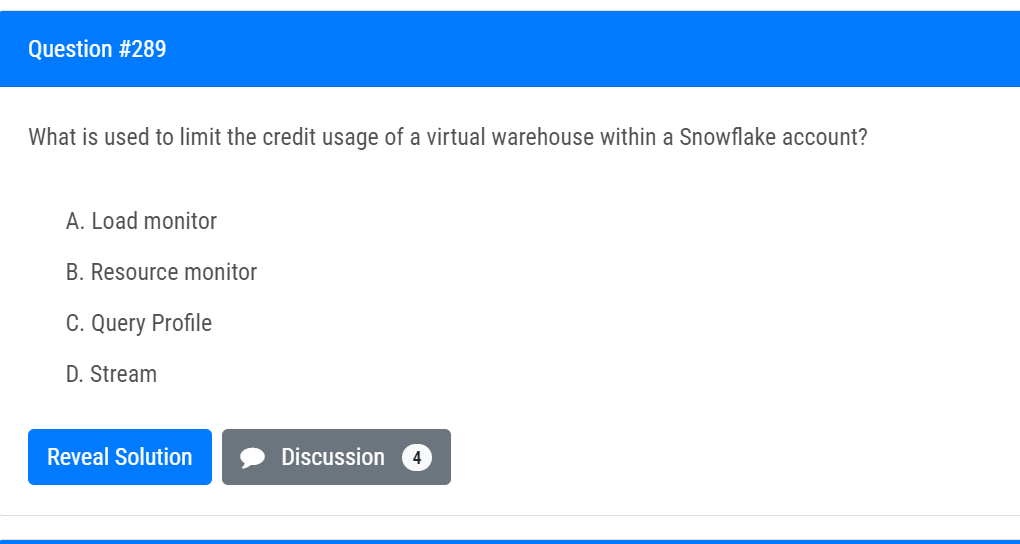 Question #289
What is used to limit the credit usage of a virtual warehouse within a Snowflake account?
A. Load monitor
B. Resource monitor
C. Query Profile
D. Stream
Reveal Solution
Discussion 4